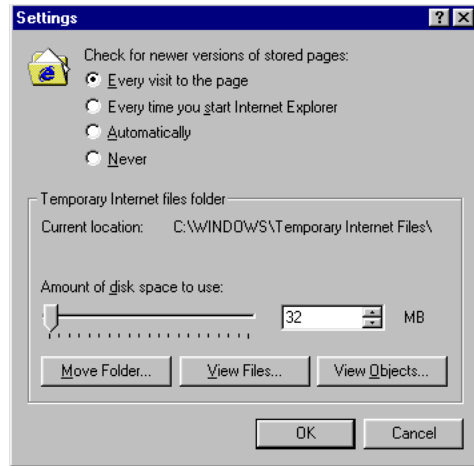 Settings
Check for newer versions of stored pages:
Every visit to the page
Every time you start Internet Explorer
Automatically
Never
Temporary Internet files folder
Current location: C:\WINDOWS\Temporary Internet Files\
Amount of disk space to use:
32 MB
Move Folder... View Files... View Objects...
OK Cancel